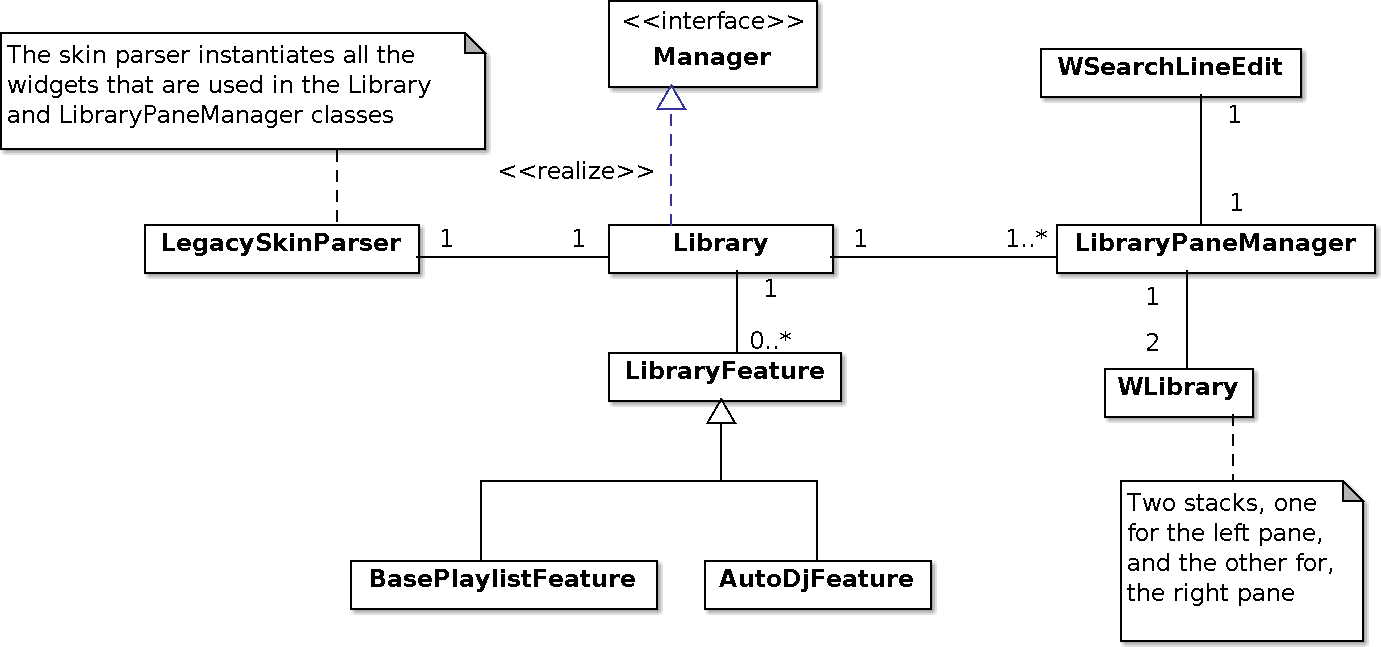 <<interface>>
Manager
The skin parser instantiates all the
widgets that are used in the Library
and LibraryPaneManager classes
WSearchLineEdit
1
<<realize>>
1
LegacySkinParser
1
1
Library
1
1..*
LibraryPaneManager
1
0..*
1
2
LibraryFeature
WLibrary
Two stacks, one
for the left pane,
and the other for,
the right pane
BasePlaylistFeature
AutoDjFeature